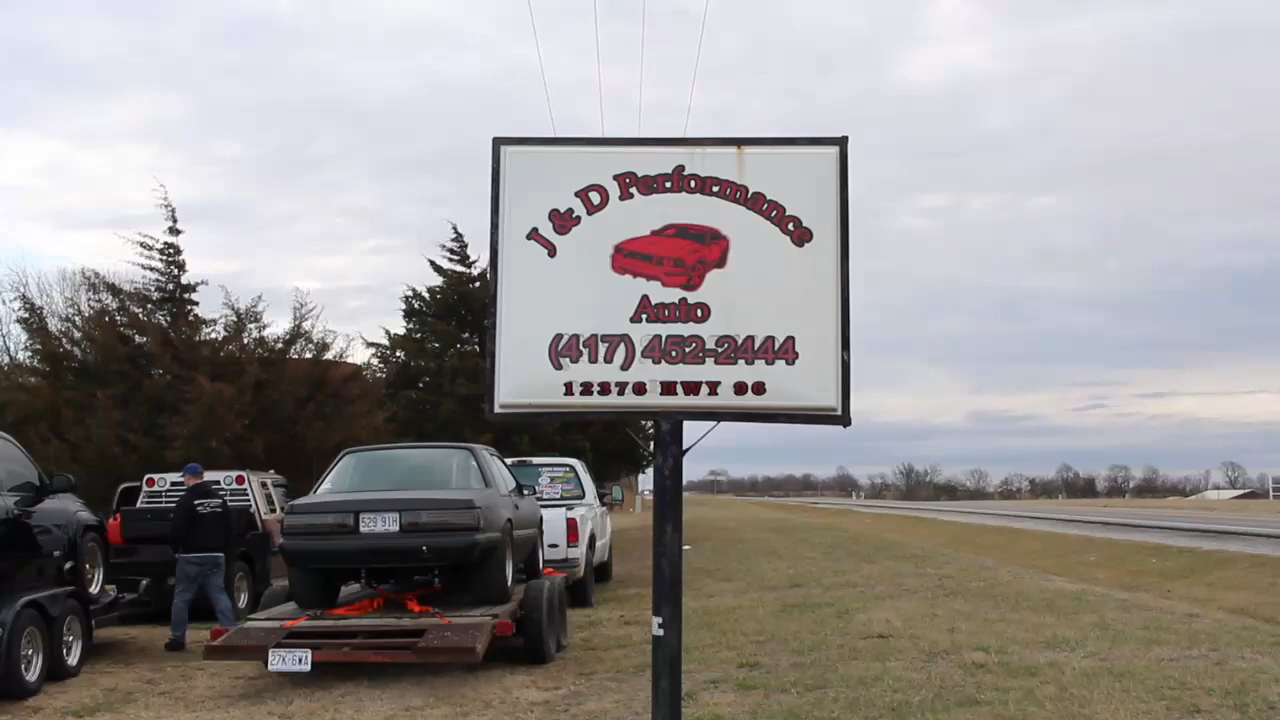 J & D Performance
Auto
(417) 452-2444
12376 HWY 96
529 91H
27K-6WA